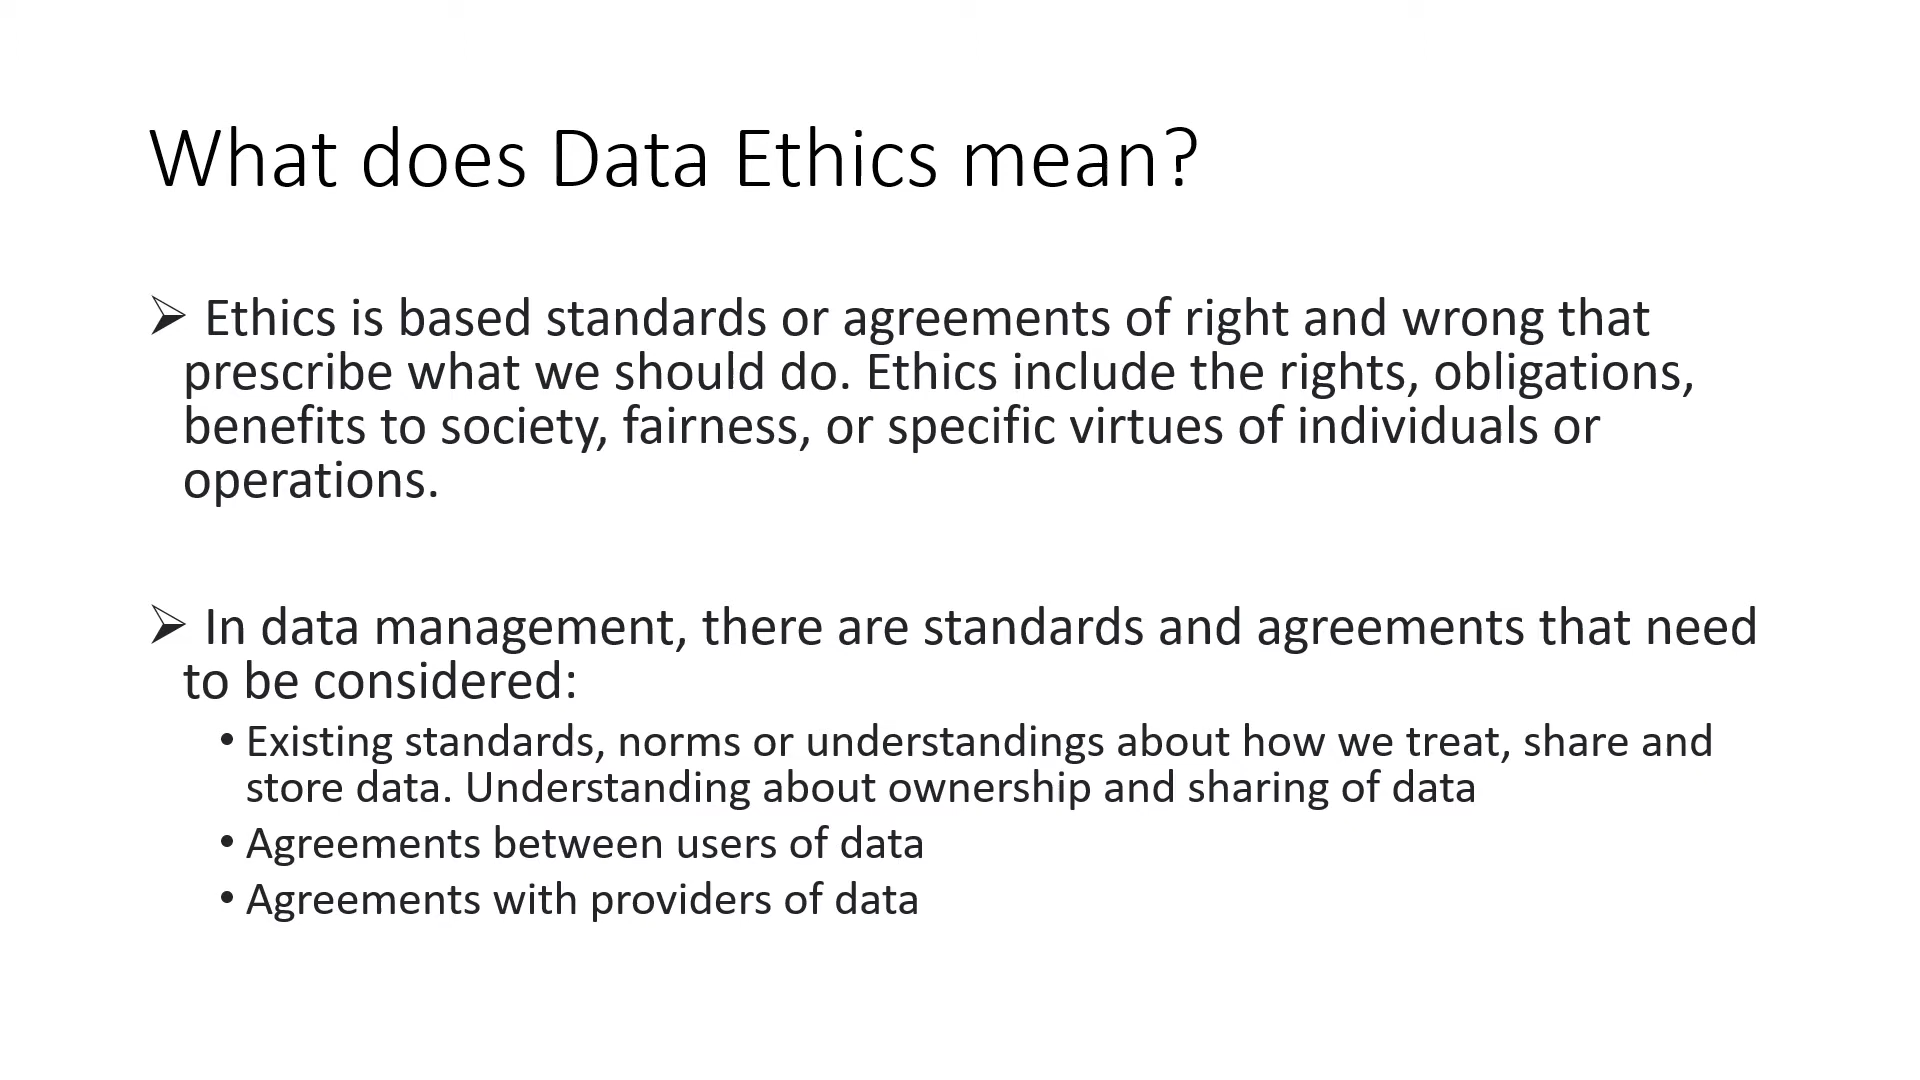 What does Data Ethics mean?
➢ Ethics is based standards or agreements of right and wrong that
prescribe what we should do. Ethics include the rights, obligations,
benefits to society, fairness, or specific virtues of individuals or
operations.
➢ In data management, there are standards and agreements that need
to be considered:
• Existing standards, norms or understandings about how we treat, share and
store data. Understanding about ownership and sharing of data
• Agreements between users of data
• Agreements with providers of data